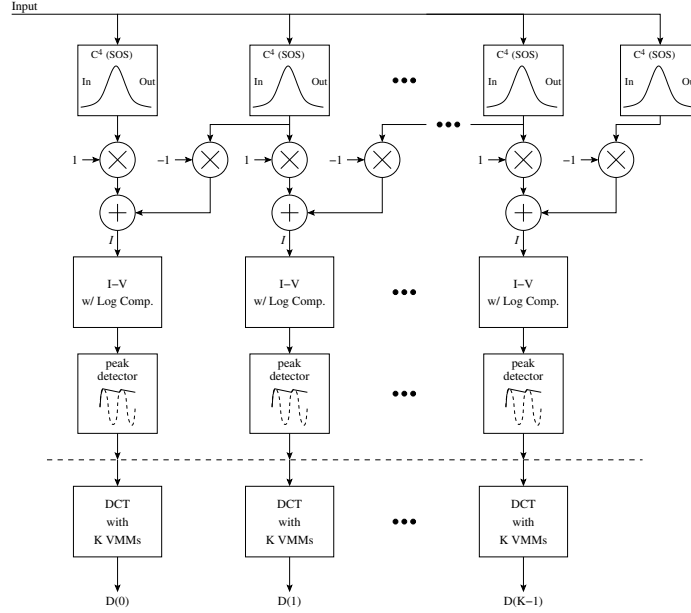 Input
C⁴ (SOS) C⁴ (SOS) C⁴ (SOS) C⁴ (SOS)
In Out In Out In Out In Ou
1 −1 1 −1 1 −1
I I I
I−V I−V I−V
w/ Log Comp. w/ Log Comp. w/ Log Comp.
peak peak peak
detector detector detector
DCT DCT DCT
with with with
K VMMs K VMMs K VMMs
D(0) D(1) D(K−1)